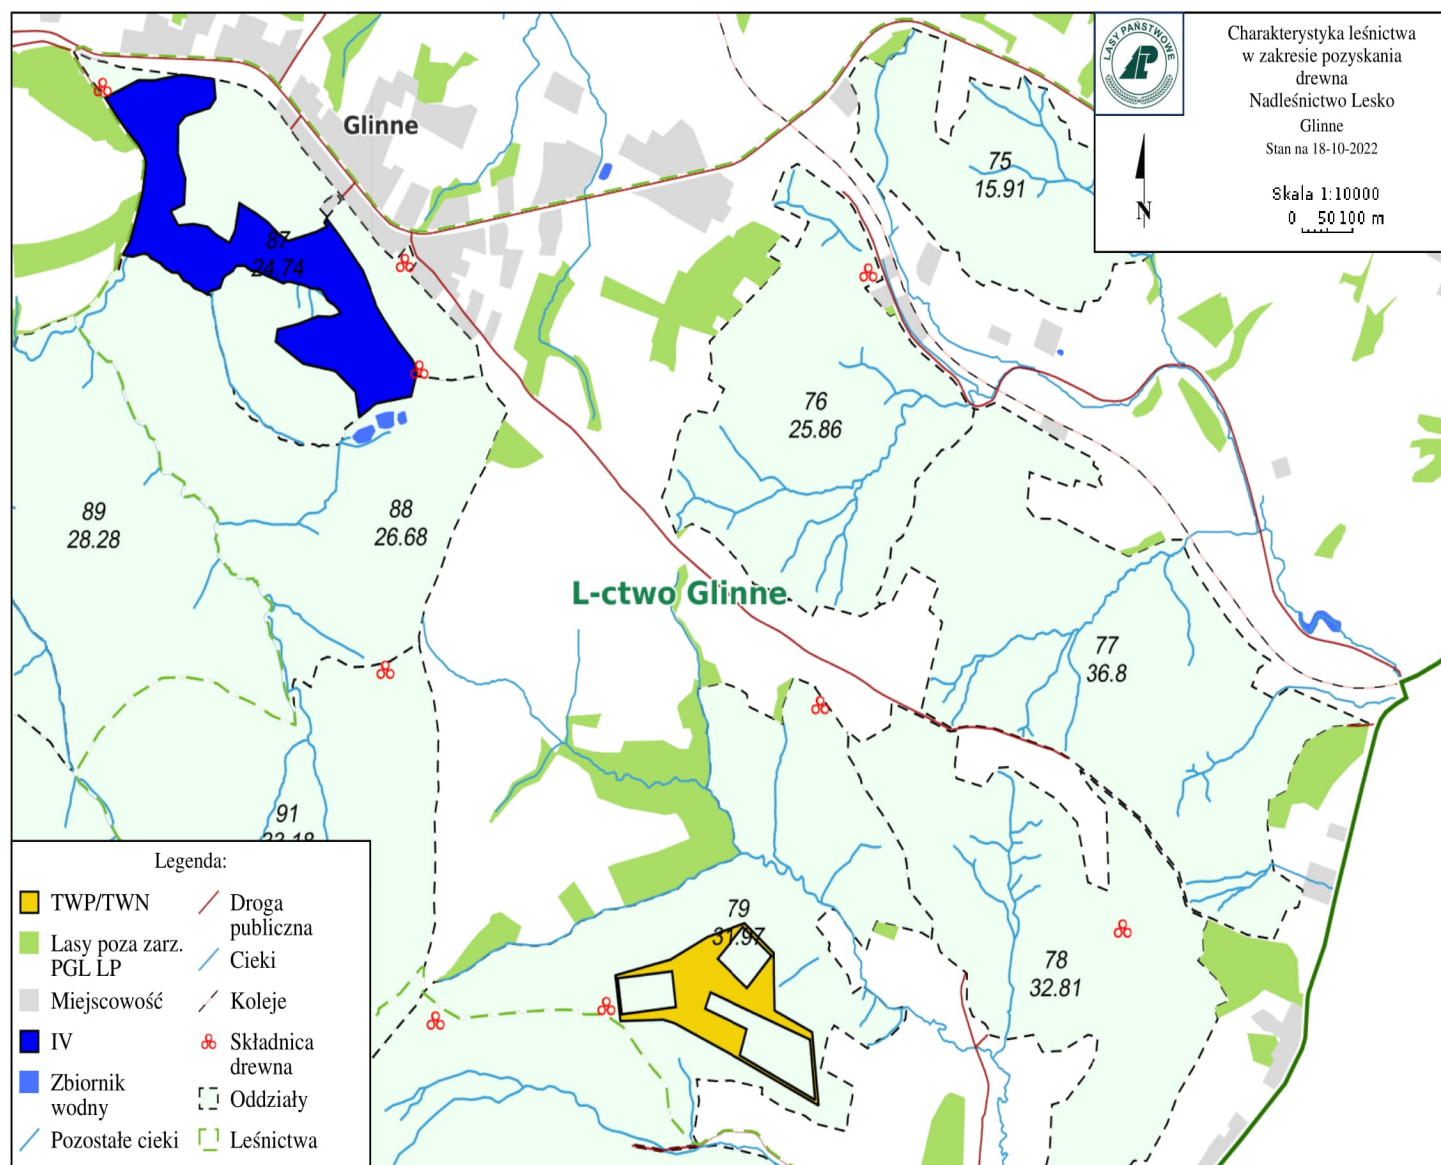 LASY PAŃSTWOWE
Charakterystyka leśnictwa
w zakresie pozyskania
drewna
Nadleśnictwo Lesko
Glinne
Stan na 18-10-2022
N
Skala 1:10000
0 50 100 m
Glinne
75
15.91
87
24.74
76
25.86
89
28.28
88
26.68
L-ctwo Glinne
77
36.8
91
79
31.97
78
32.81
Legenda:
TWP/TWN
Lasy poza zarz.
PGL LP
Miejscowość
IV
Zbiornik
wodny
Pozostałe cieki
Droga
publiczna
Cieki
Koleje
Składnica
drewna
Oddziały
Leśnictwa